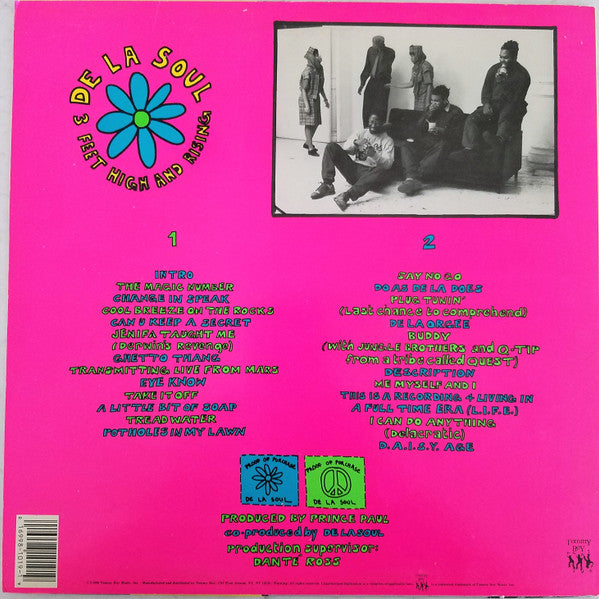 DE LA SOUL
3 FEET HIGH AND RISING
1
INTRO
THE MAGIC NUMBER
CHANGE IN SPEAK
COOL BREEZE ON THE ROCKS
CAN U KEEP A SECRET
JENIFA TAUGHT ME
(Derwin's Revenge)
GHETTO THANG
TRANSMITTING LIVE FROM MARS
EYE KNOW
TAKE IT OFF
A LITTLE BIT OF SOAP
TREADWATER
POTHOLES IN MY LAWN
2
SAY NO GO
DO AS DE LA DOES
PLUG TUNIN'
(Last chance to comprehend)
DE LA ORGEE
BUDDY
(with JUNGLE BROTHERS and Q-TIP
from a tribe called QUEST)
DESCRIPTION
ME MYSELF AND I
THIS IS A RECORDING 4 LIVING IN
A FULL TIME ERA (L.I.F.E.)
I CAN DO ANYTHING
(Delacratic)
D.A.I.S.Y. AGE
PROOF OF PURCHASE
DE LA SOUL
PROOF OF PURCHASE
DE LA SOUL
PRODUCED BY PRINCE PAUL
co-produced by DE LA SOUL
production supervisor:
DANTE ROSS
Tommy
BOY